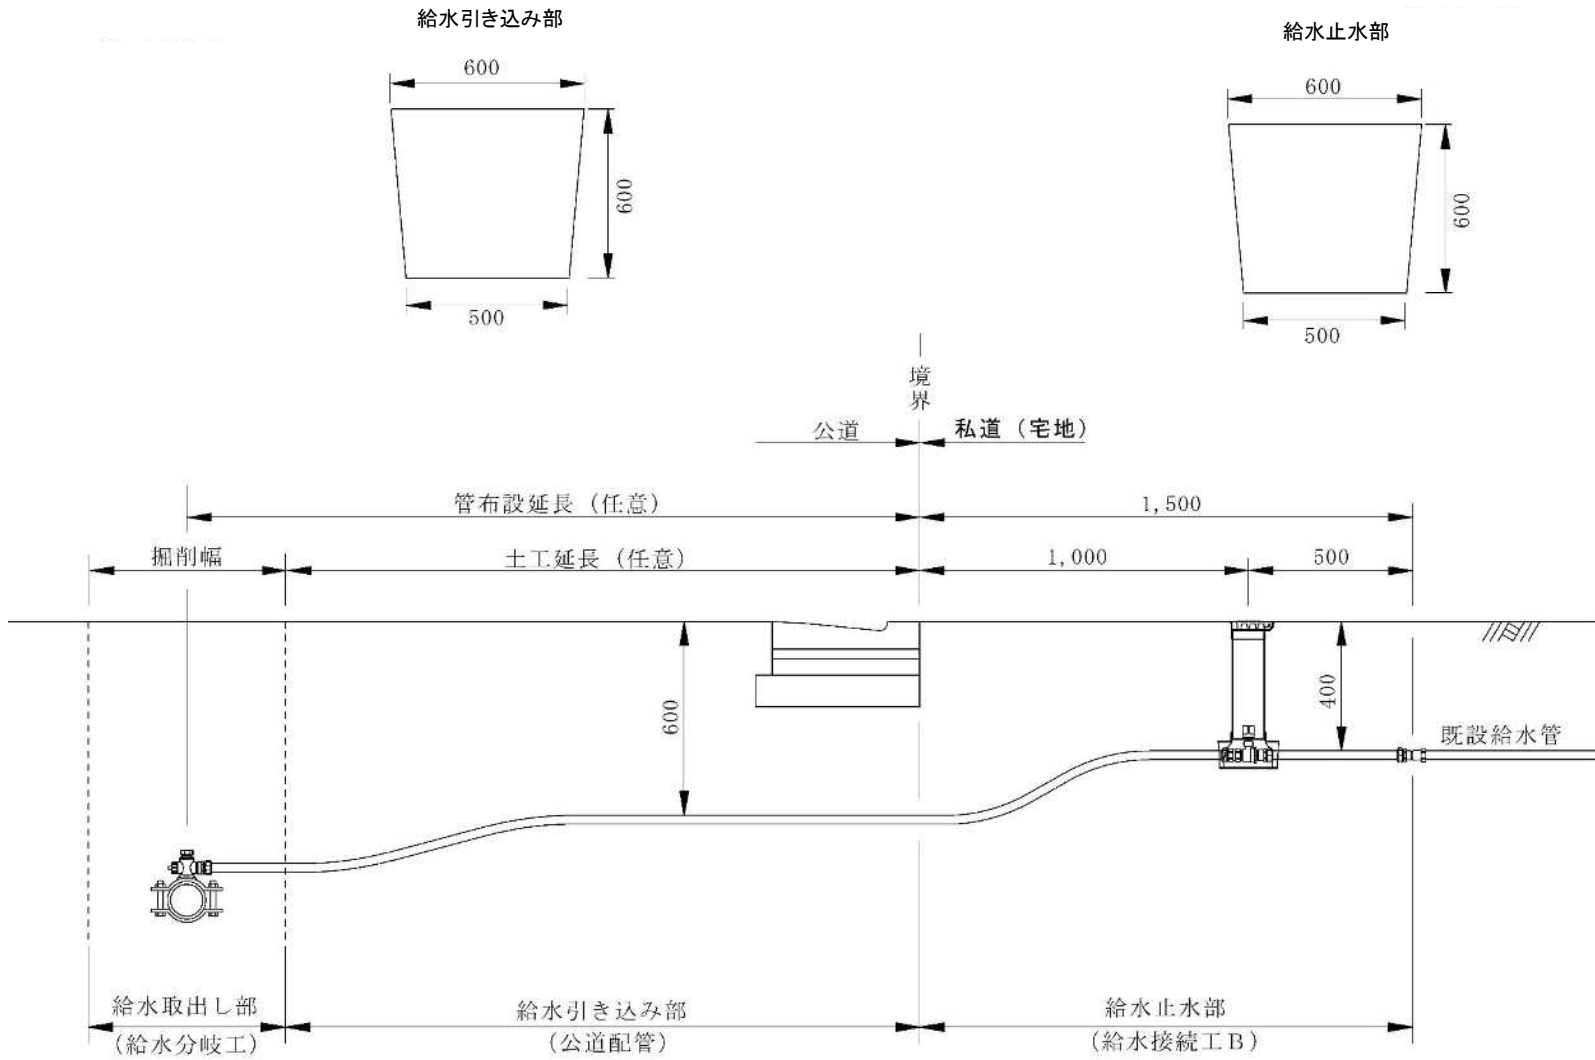 給水引き込み部
600
600
500
給水止水部
600
600
500
境界
公道
私道（宅地）
管布設延長（任意）
1,500
掘削幅
土工延長（任意）
1,000
500
600
400
既設給水管
給水取出し部
（給水分岐工）
給水引き込み部
（公道配管）
給水止水部
（給水接続工Ｂ）